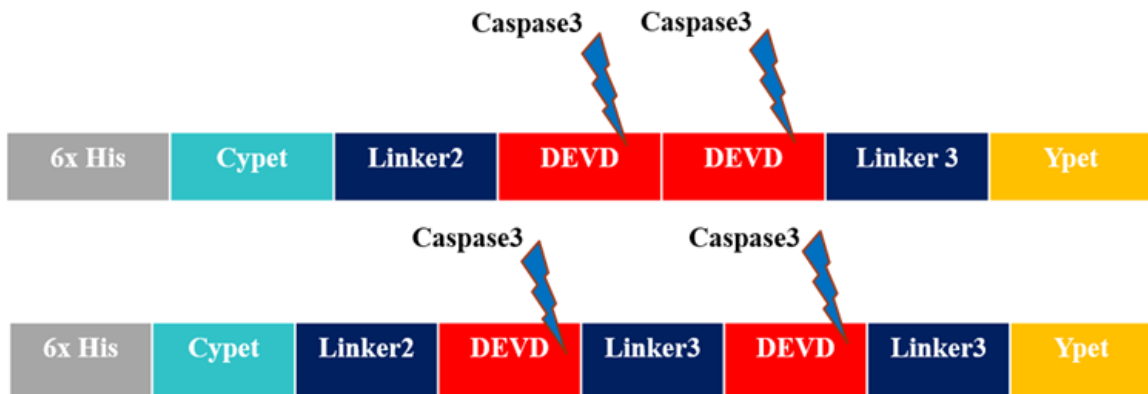 Caspase3 Caspase3
6x His Cypet Linker2 DEVD DEVD Linker 3 Ypet
Caspase3 Caspase3
6x His Cypet Linker2 DEVD Linker3 DEVD Linker3 Ypet